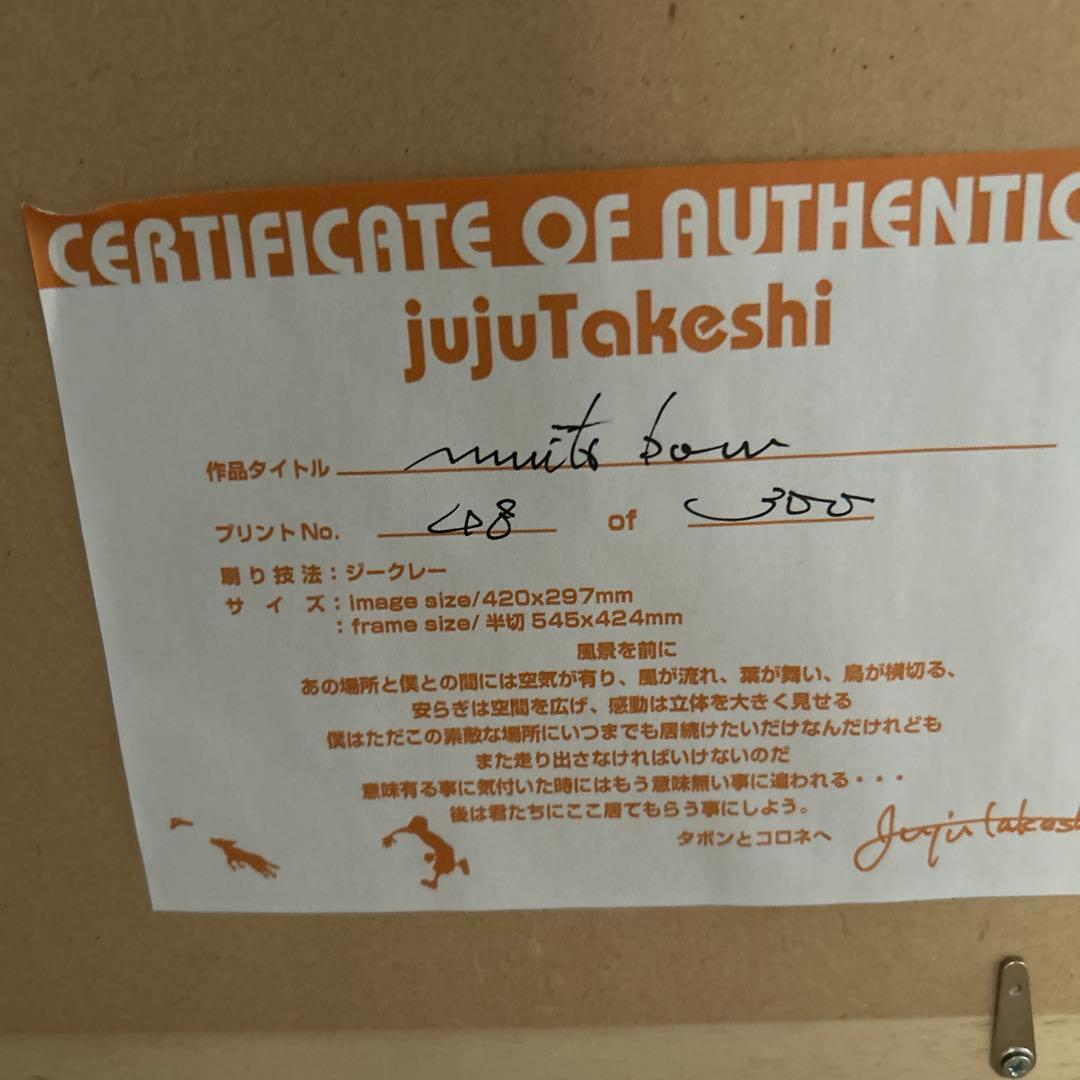 CERTIFICATE OF AUTHENTIC
jujuTakeshi
作品タイトル muito bom
プリントNo. 48 of 300
刷り技法：ジークレー
サイズ：image size/420x297mm
：frame size/半切 545x424mm
風景を前に
あの場所と僕との間には空気が有り、風が流れ、葉が舞い、鳥が横切る、
安らぎは空間を広げ、感動は立体を大きく見せる
僕はただこの素敵な場所にいつまでも居続けたいだけなんだけれども
また走り出さなければいけないのだ
意味有る事に気付いた時にはもう意味無い事に追われる・・・
後は君たちにここ居てもらう事にしよう。
タポンとコロネへ juju takesh